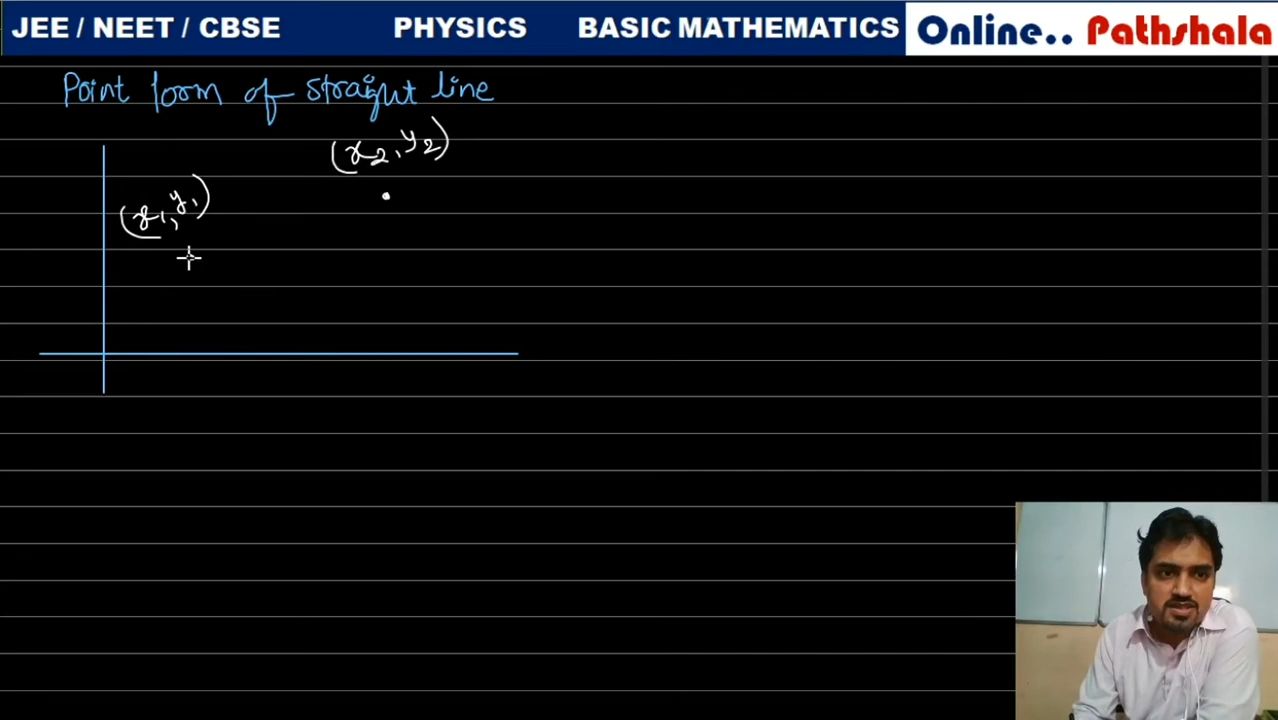 JEE / NEET / CBSE PHYSICS BASIC MATHEMATICS Online.. Pathshala
Point form of straight line
(x₂, y₂)
(x₁, y₁)